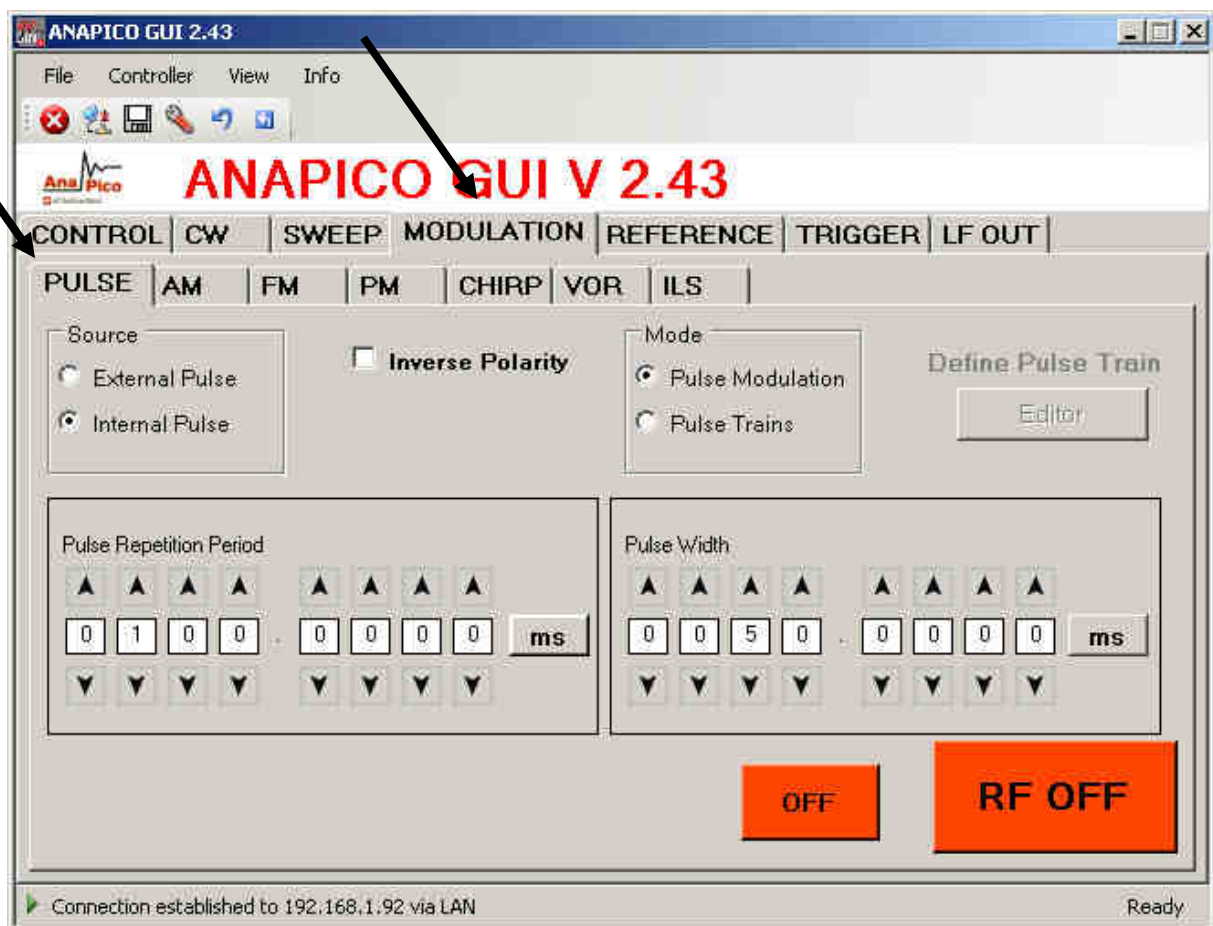 ANAPICO GUI 2.43
File Controller View Info
Ana Pico
ANAPICO GUI V 2.43
CONTROL CW SWEEP MODULATION REFERENCE TRIGGER LF OUT
PULSE AM FM PM CHIRP VOR ILS
Source
External Pulse
Internal Pulse
Inverse Polarity
Mode
Pulse Modulation
Pulse Trains
Define Pulse Train
Editor
Pulse Repetition Period
0 1 0 0 . 0 0 0 0 ms
Pulse Width
0 0 5 0 . 0 0 0 0 ms
OFF
RF OFF
Connection established to 192.168.1.92 via LAN
Ready